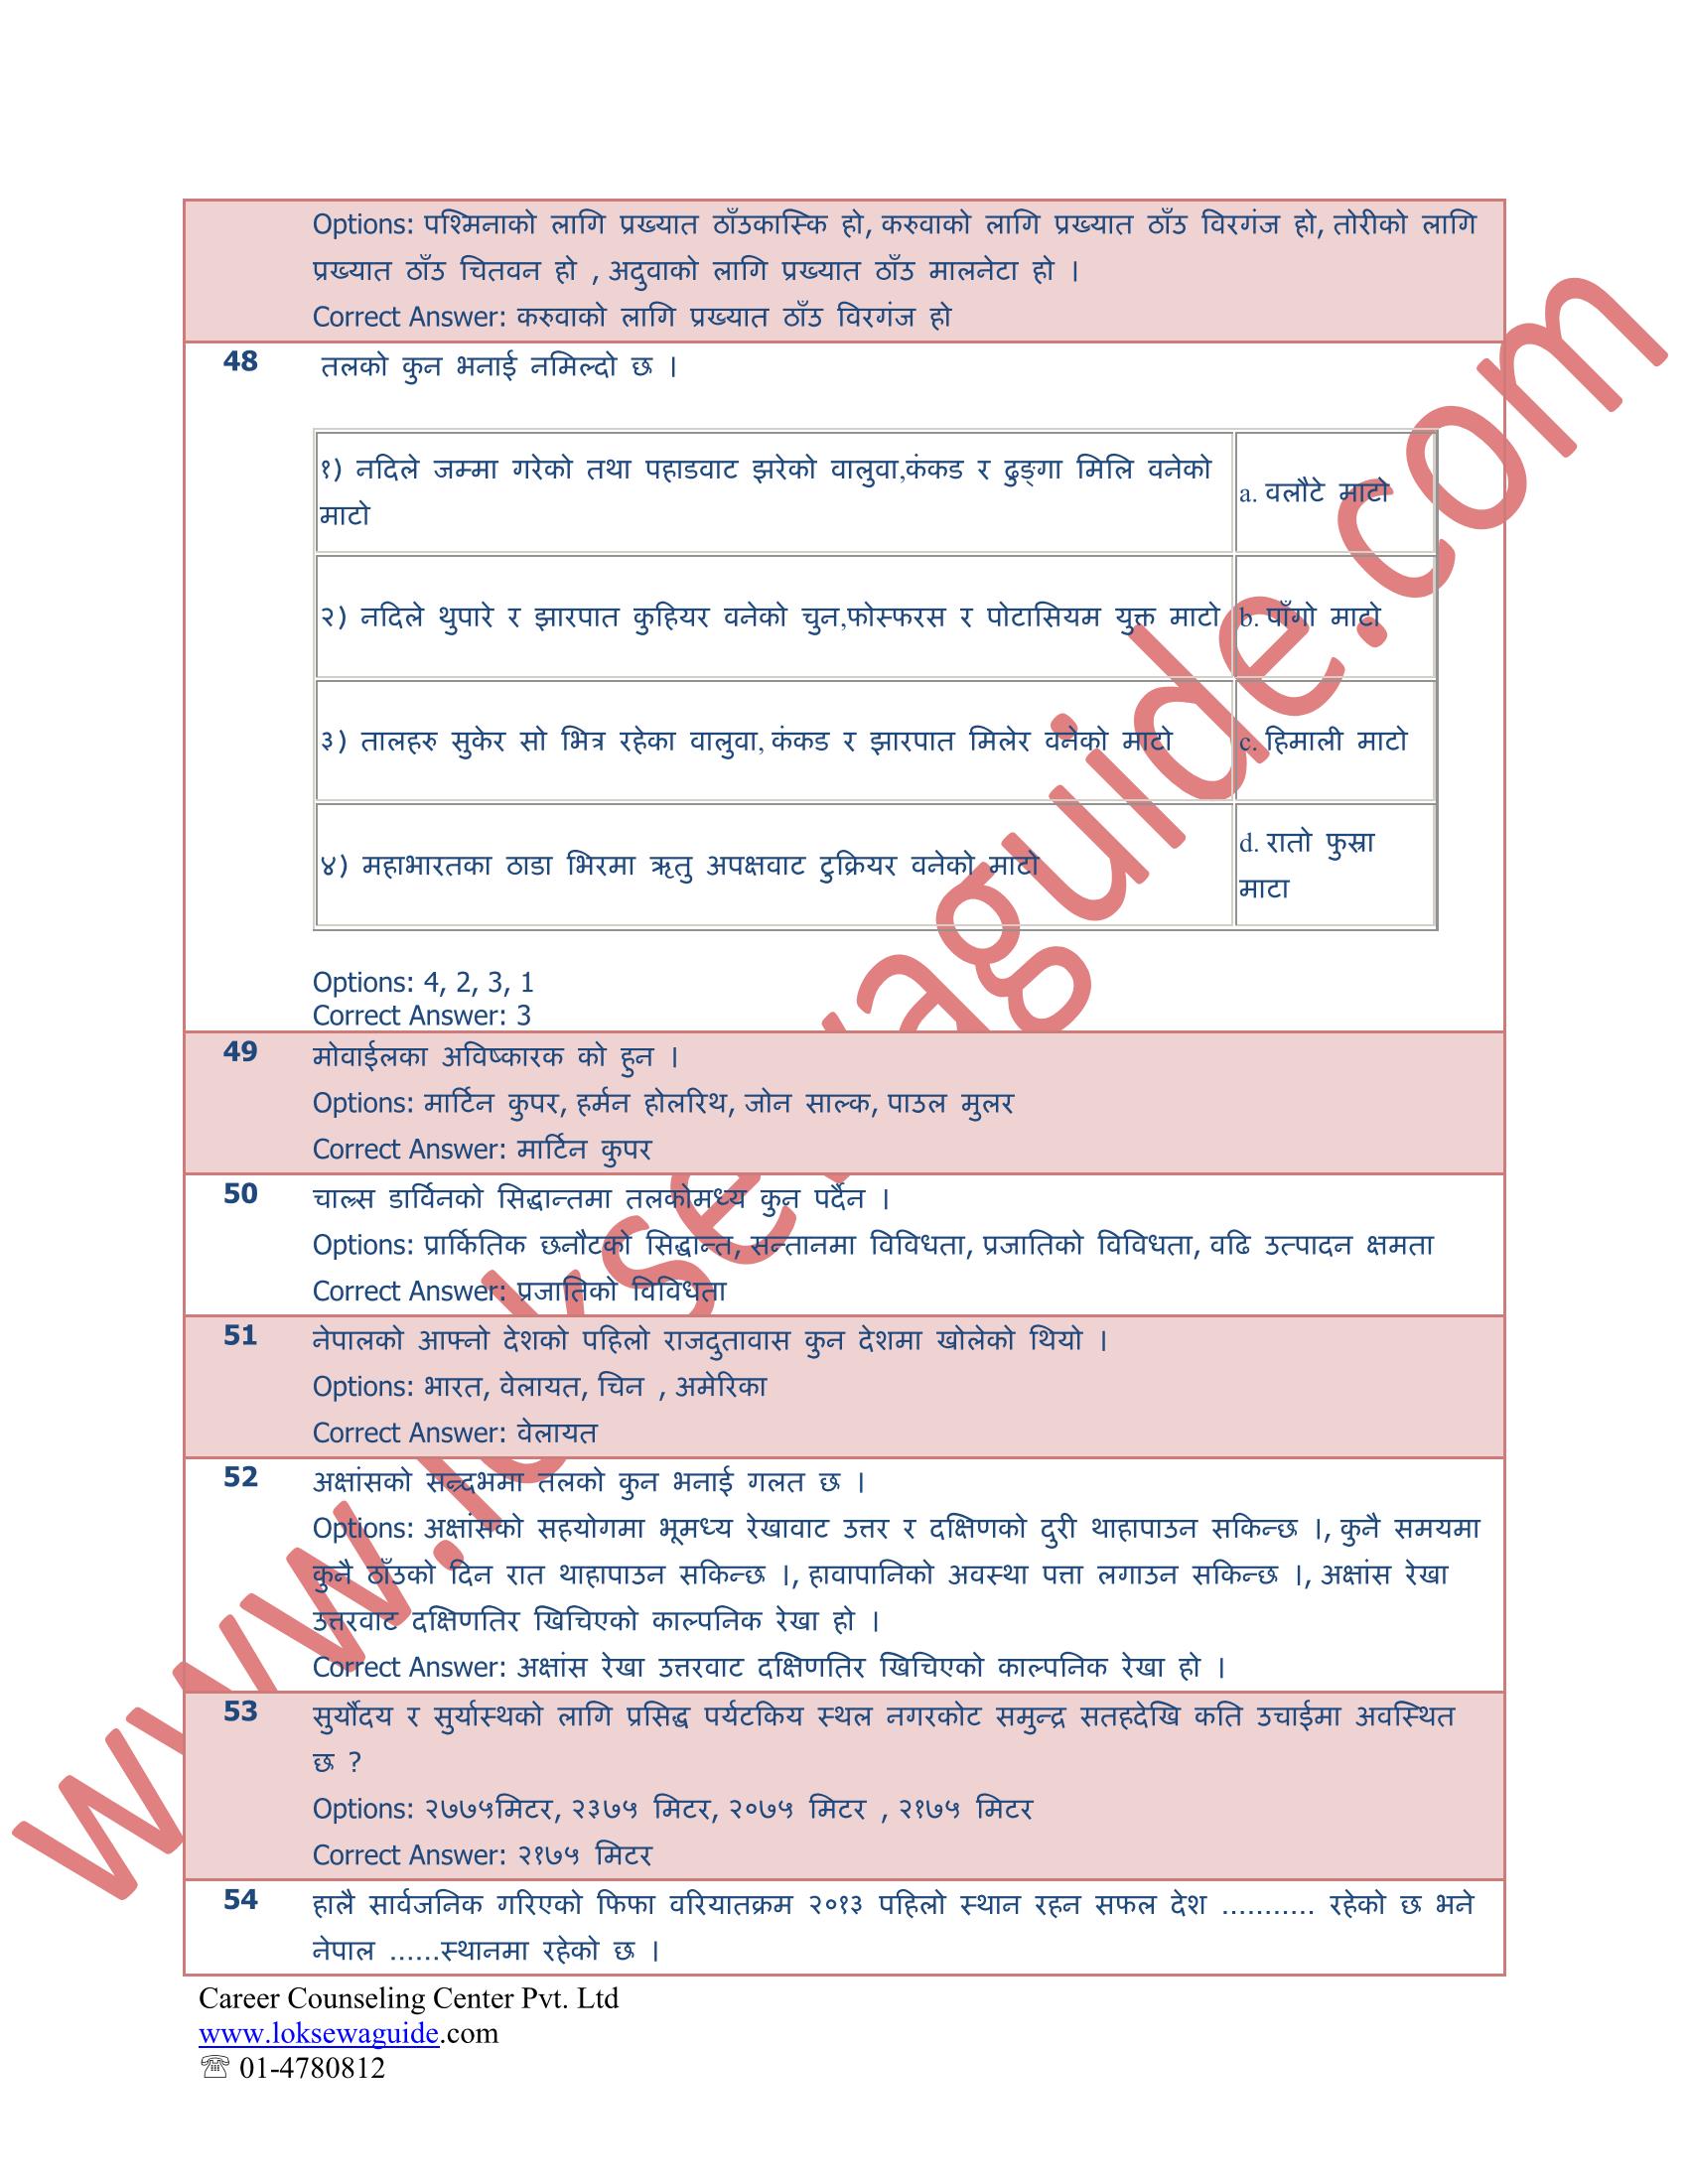 Options: पश्मिनाको लागि प्रख्यात ठाँउकास्कि हो, करुवाको लागि प्रख्यात ठाँउ विरगंज हो, तोरीको लागि
प्रख्यात ठाँउ चितवन हो , अदुवाको लागि प्रख्यात ठाँउ मालनेटा हो ।
Correct Answer: करुवाको लागि प्रख्यात ठाँउ विरगंज हो
48 तलको कुन भनाई नमिल्दो छ ।
१) नदिले जम्मा गरेको तथा पहाडवाट झरेको वालुवा,कंकड र ढुङ्गा मिलि वनेको
माटो
a. वलौटे माटो
२) नदिले थुपारे र झारपात कुहियर वनेको चुन,फोस्फरस र पोटासियम युक्त माटो b. पाँगो माटो
३) तालहरु सुकेर सो भित्र रहेका वालुवा, कंकड र झारपात मिलेर वनेको माटो c. हिमाली माटो
४) महाभारतका ठाडा भिरमा ऋतु अपक्षवाट टुक्रियर वनेको माटो
d. रातो फुस्रा
माटा
Options: 4, 2, 3, 1
Correct Answer: 3
49 मोवाईलका अविष्कारक को हुन ।
Options: मार्टिन कुपर, हर्मन होलरिथ, जोन साल्क, पाउल मुलर
Correct Answer: मार्टिन कुपर
50 चाल्र्स डार्विनको सिद्धान्तमा तलकोमध्य कुन पर्दैन ।
Options: प्रार्कितिक छनौटको सिद्धान्त, सन्तानमा विविधता, प्रजातिको विविधता, वढि उत्पादन क्षमता
Correct Answer: प्रजातिको विविधता
51 नेपालको आफ्नो देशको पहिलो राजदुतावास कुन देशमा खोलेको थियो ।
Options: भारत, वेलायत, चिन , अमेरिका
Correct Answer: वेलायत
52 अक्षांसको सन्र्दभमा तलको कुन भनाई गलत छ ।
Options: अक्षांसको सहयोगमा भूमध्य रेखावाट उत्तर र दक्षिणको दुरी थाहापाउन सकिन्छ ।, कुनै समयमा
कुनै ठाँउको दिन रात थाहापाउन सकिन्छ ।, हावापानिको अवस्था पत्ता लगाउन सकिन्छ ।, अक्षांस रेखा
उत्तरवाट दक्षिणतिर खिचिएको काल्पनिक रेखा हो ।
Correct Answer: अक्षांस रेखा उत्तरवाट दक्षिणतिर खिचिएको काल्पनिक रेखा हो ।
53 सुर्यौदय र सुर्यास्थको लागि प्रसिद्ध पर्यटकिय स्थल नगरकोट समुन्द्र सतहदेखि कति उचाईमा अवस्थित
छ ?
Options: २७७५मिटर, २३७५ मिटर, २०७५ मिटर , २१७५ मिटर
Correct Answer: २१७५ मिटर
54 हालै सार्वजनिक गरिएको फिफा वरियातक्रम २०१३ पहिलो स्थान रहन सफल देश ........... रहेको छ भने
नेपाल ......स्थानमा रहेको छ ।
Career Counseling Center Pvt. Ltd
www.loksewaguide.com
☏ 01-4780812
www.loksewaguide.com